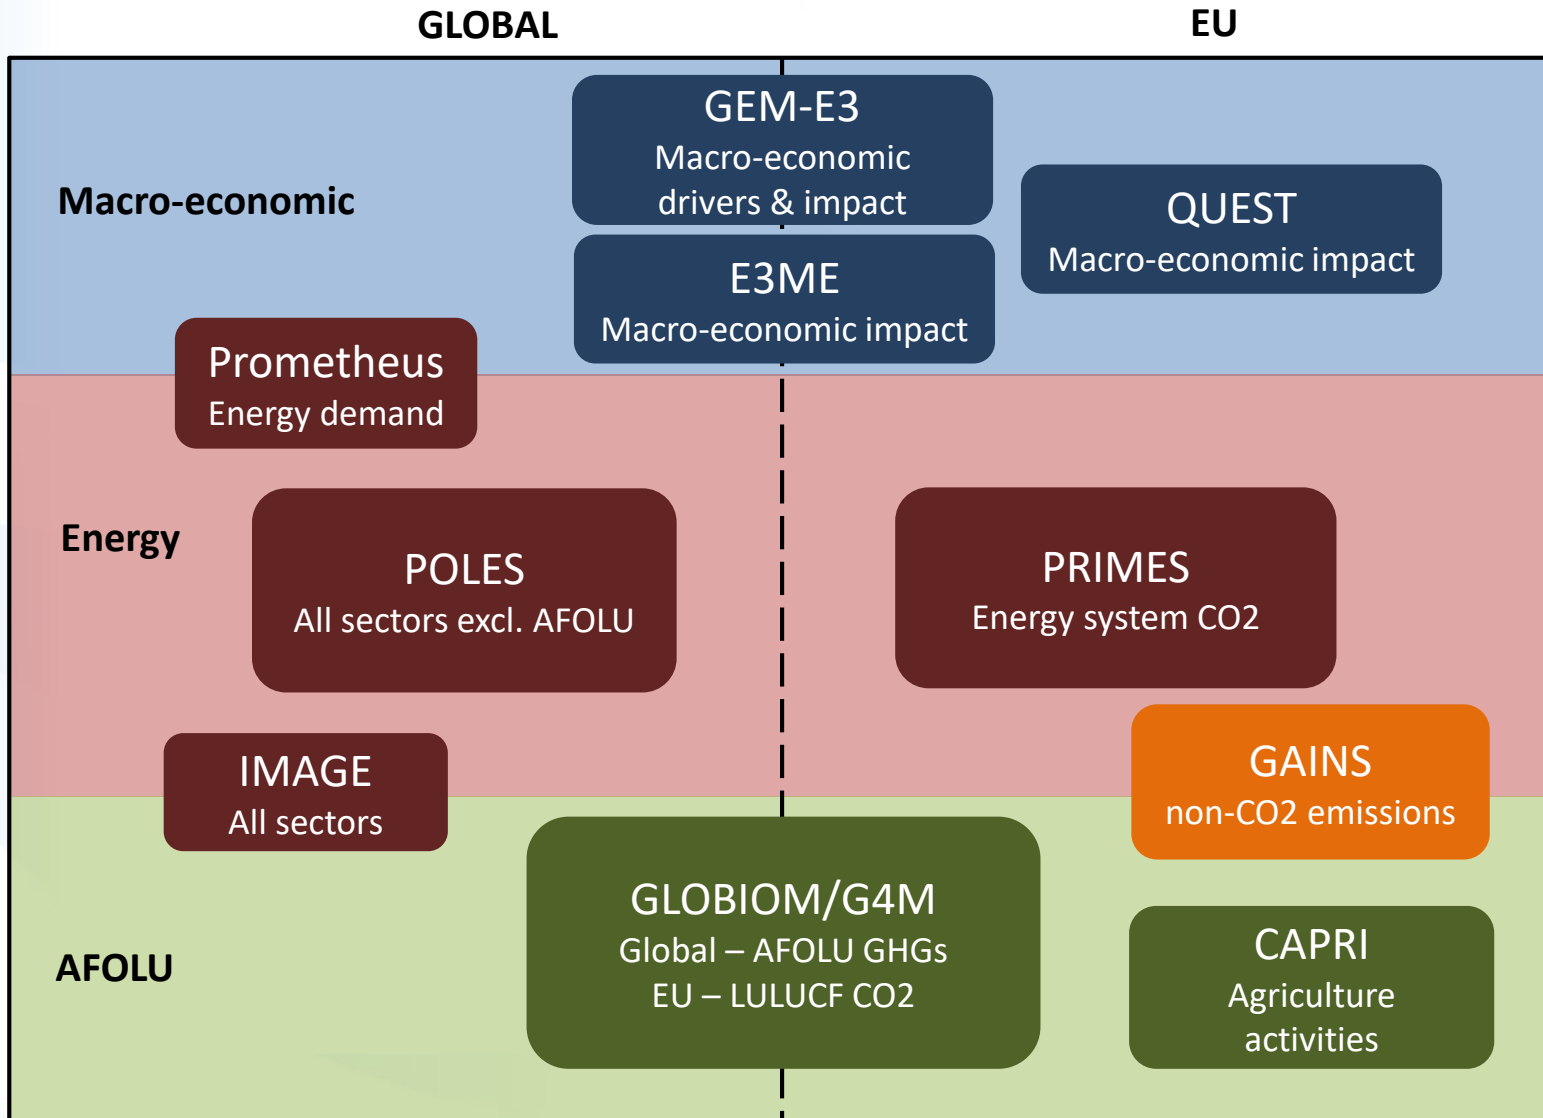 GLOBAL
EU
Macro-economic
GEM-E3
Macro-economic
drivers & impact
QUEST
Macro-economic impact
E3ME
Macro-economic impact
Prometheus
Energy demand
Energy
POLES
All sectors excl. AFOLU
PRIMES
Energy system CO2
IMAGE
All sectors
GAINS
non-CO2 emissions
AFOLU
GLOBIOM/G4M
Global – AFOLU GHGs
EU – LULUCF CO2
CAPRI
Agriculture
activities